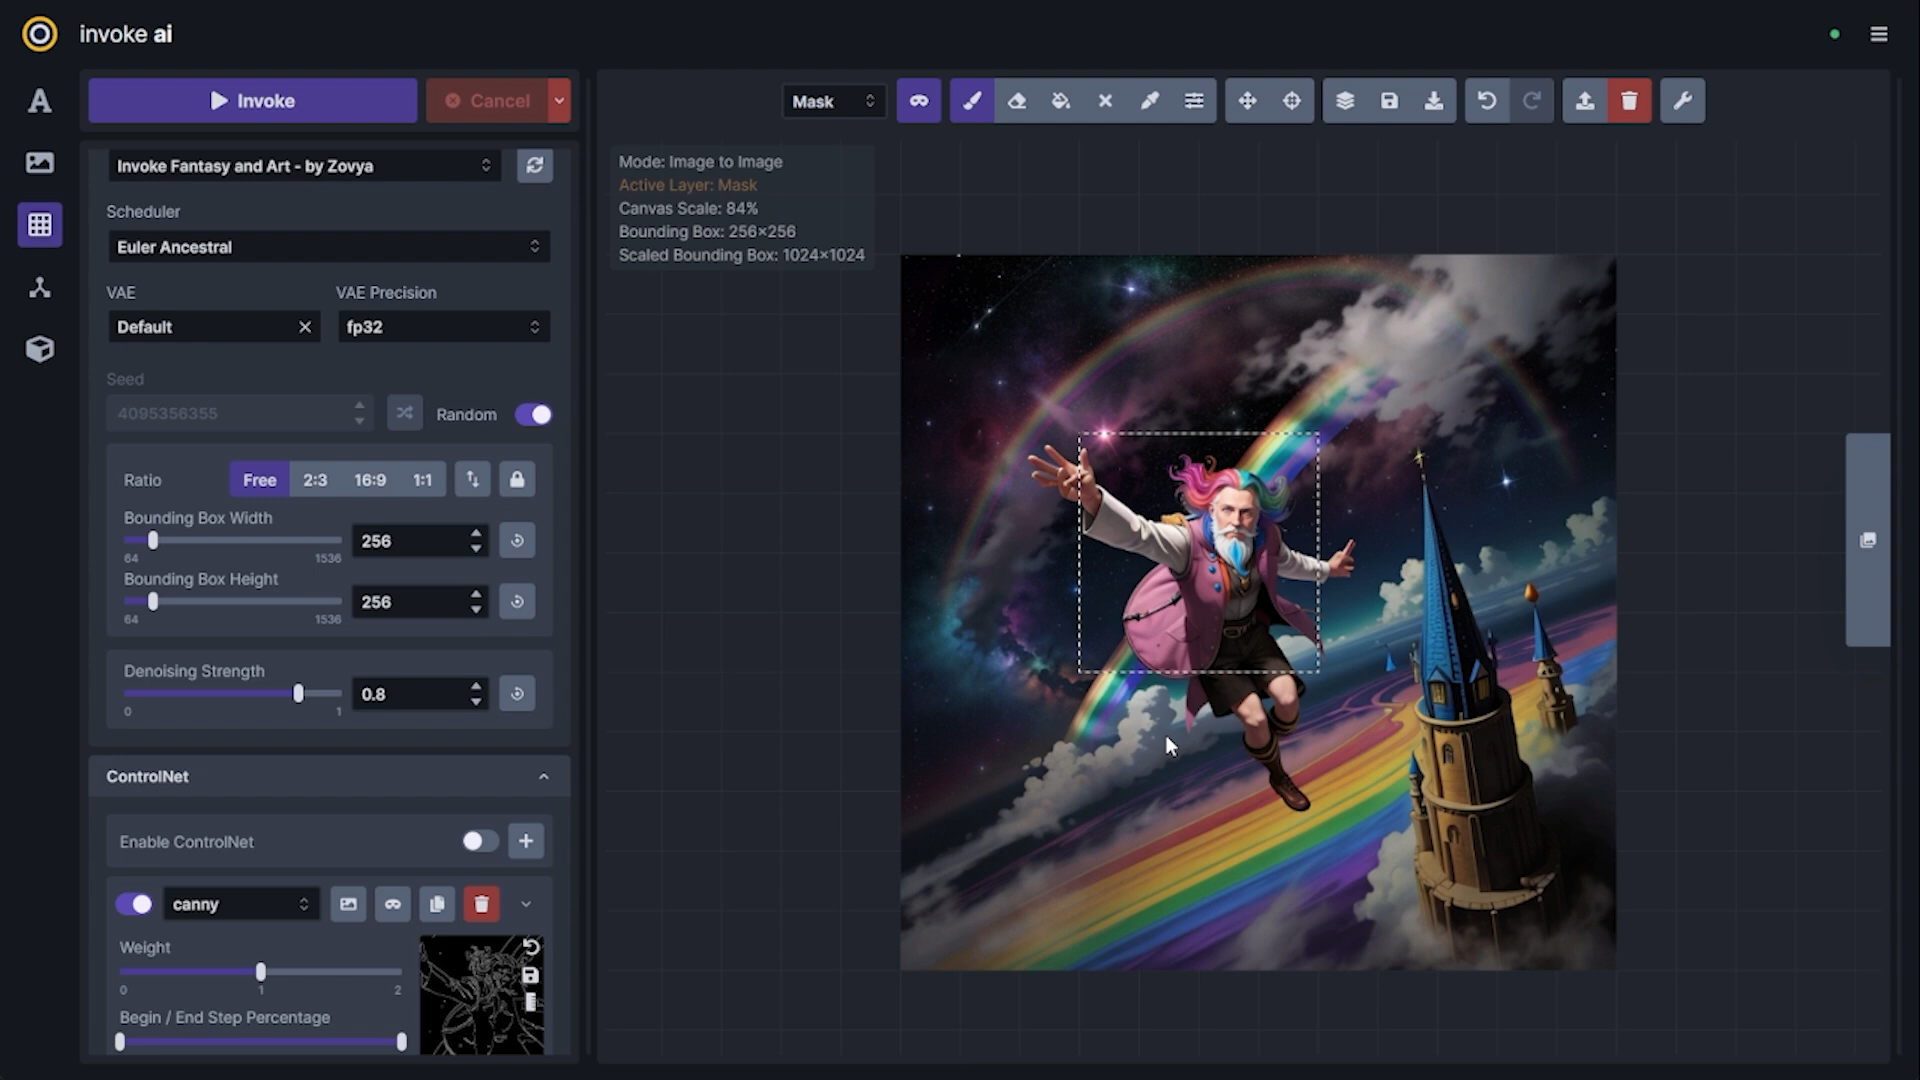 invoke ai
Invoke
Cancel
Mask
Invoke Fantasy and Art - by Zovya
Scheduler
Euler Ancestral
VAE
VAE Precision
Default
fp32
Seed
4095356355
Random
Ratio
Free
2:3
16:9
1:1
Bounding Box Width
256
64
1536
Bounding Box Height
256
64
1536
Denoising Strength
0.8
0
1
ControlNet
Enable ControlNet
canny
Weight
0
1
2
Begin / End Step Percentage
Mode: Image to Image
Active Layer: Mask
Canvas Scale: 84%
Bounding Box: 256×256
Scaled Bounding Box: 1024×1024